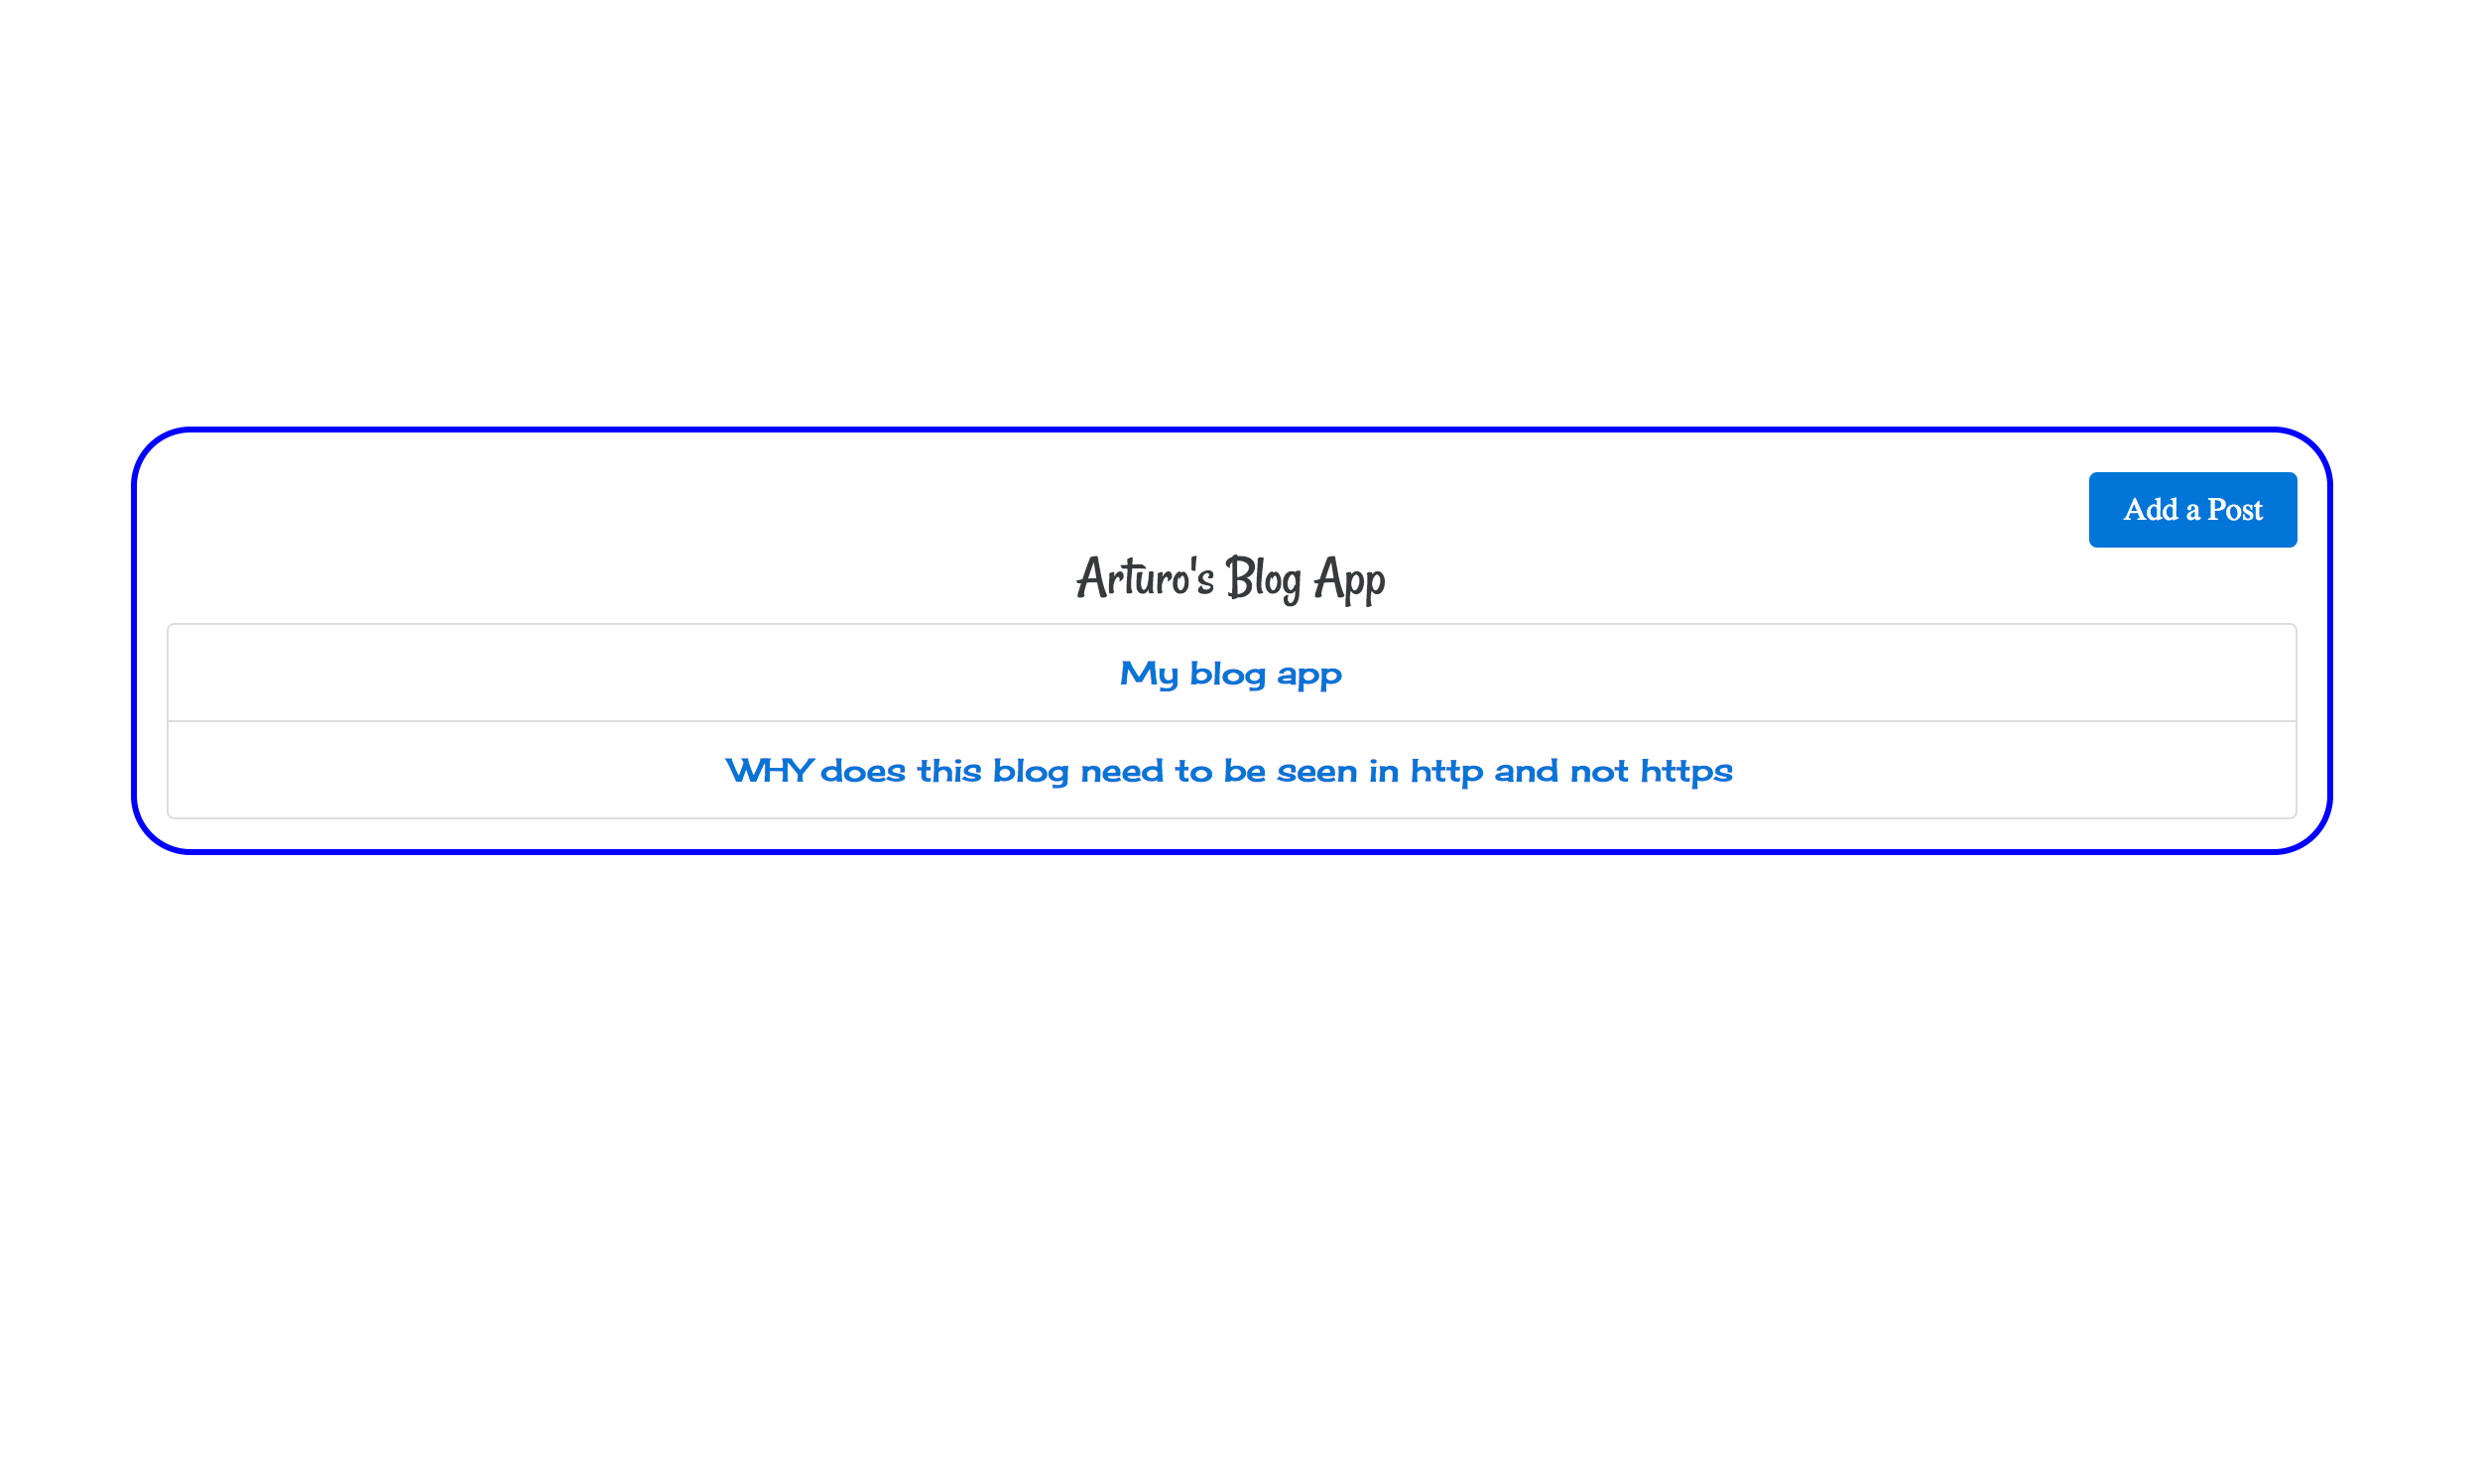 Add a Post
Arturo's Blog App
My blog app
WHY does this blog need to be seen in http and not https